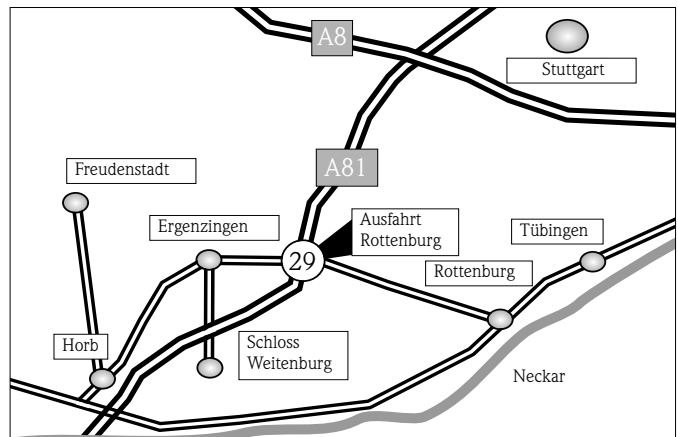 A8
Stuttgart
A81
Freudenstadt
Ergenzingen
Ausfahrt
Rottenburg
Tübingen
29
Rottenburg
Horb
Schloss
Weitenburg
Neckar